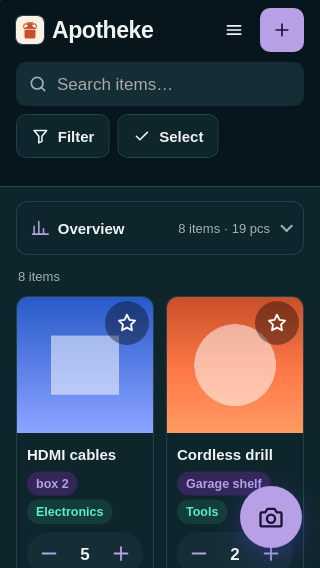 Apotheke
Search items…
Filter
Select
Overview
8 items · 19 pcs
8 items
HDMI cables
box 2
Electronics
5
Cordless drill
Garage shelf
Tools
2